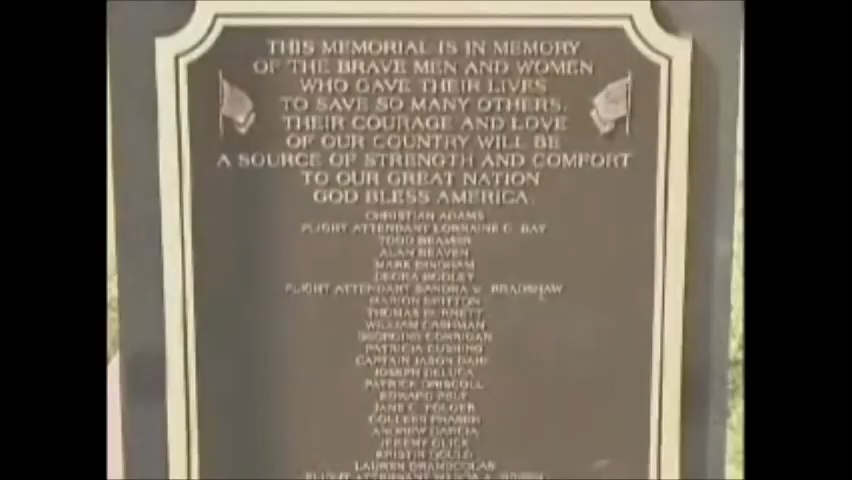 THIS MEMORIAL IS IN MEMORY
OF THE BRAVE MEN AND WOMEN
WHO GAVE THEIR LIVES
TO SAVE SO MANY OTHERS.
THEIR COURAGE AND LOVE
OF OUR COUNTRY WILL BE
A SOURCE OF STRENGTH AND COMFORT
TO OUR GREAT NATION
GOD BLESS AMERICA.
CHRISTIAN ADAMS
FLIGHT ATTENDANT LORRAINE G. BAY
TODD BEAMER
ALAN BEAVEN
MARK BINGHAM
DEORA BODLEY
FLIGHT ATTENDANT SANDRA W. BRADSHAW
MARION BRITTON
THOMAS BURNETT
WILLIAM CASHMAN
GEORGINE CORRIGAN
PATRICIA CUSHING
CAPTAIN JASON DAHL
JOSEPH DELUCA
PATRICK DRISCOLL
EDWARD FELT
JANE C. FOLGER
COLLEEN FRASER
ANDREW GARCIA
JEREMY GLICK
KRISTIN GOULD
LAUREN GRANDCOLAS
FLIGHT ATTENDANT